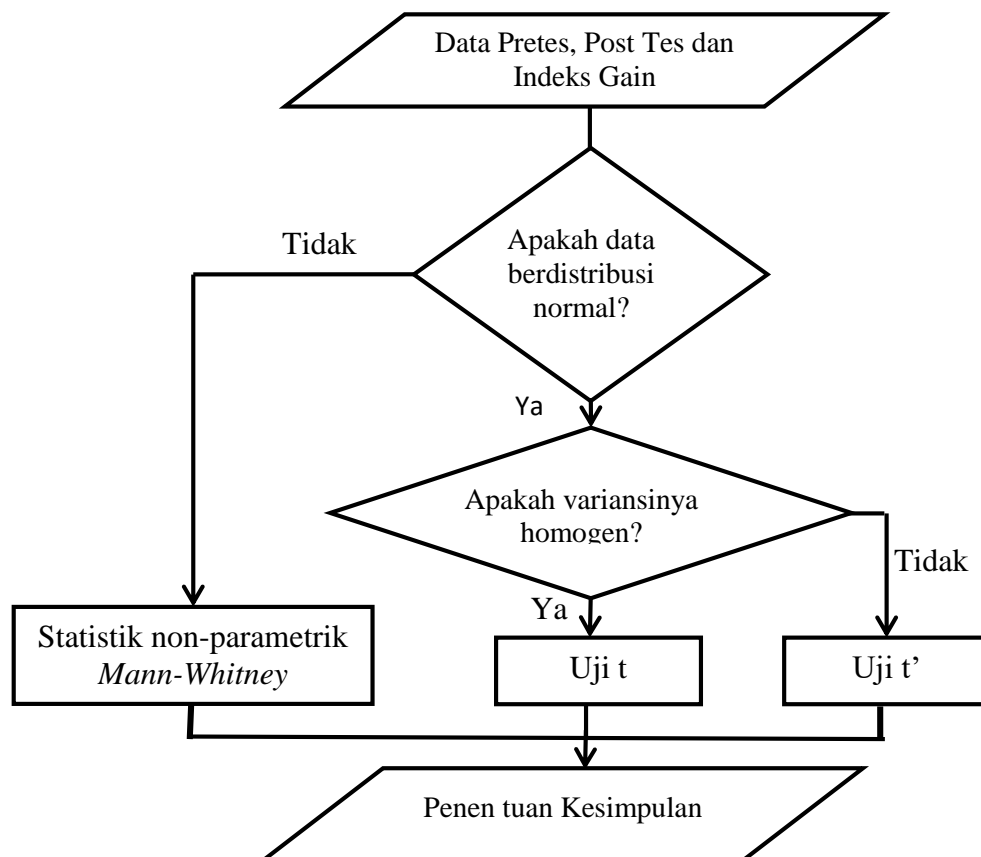 Data Pretes, Post Tes dan
Indeks Gain
Tidak
Apakah data
berdistribusi
normal?
Ya
Apakah variansinya
homogen?
Tidak
Ya
Statistik non-parametrik
Mann-Whitney
Uji t
Uji t’
Penen tuan Kesimpulan